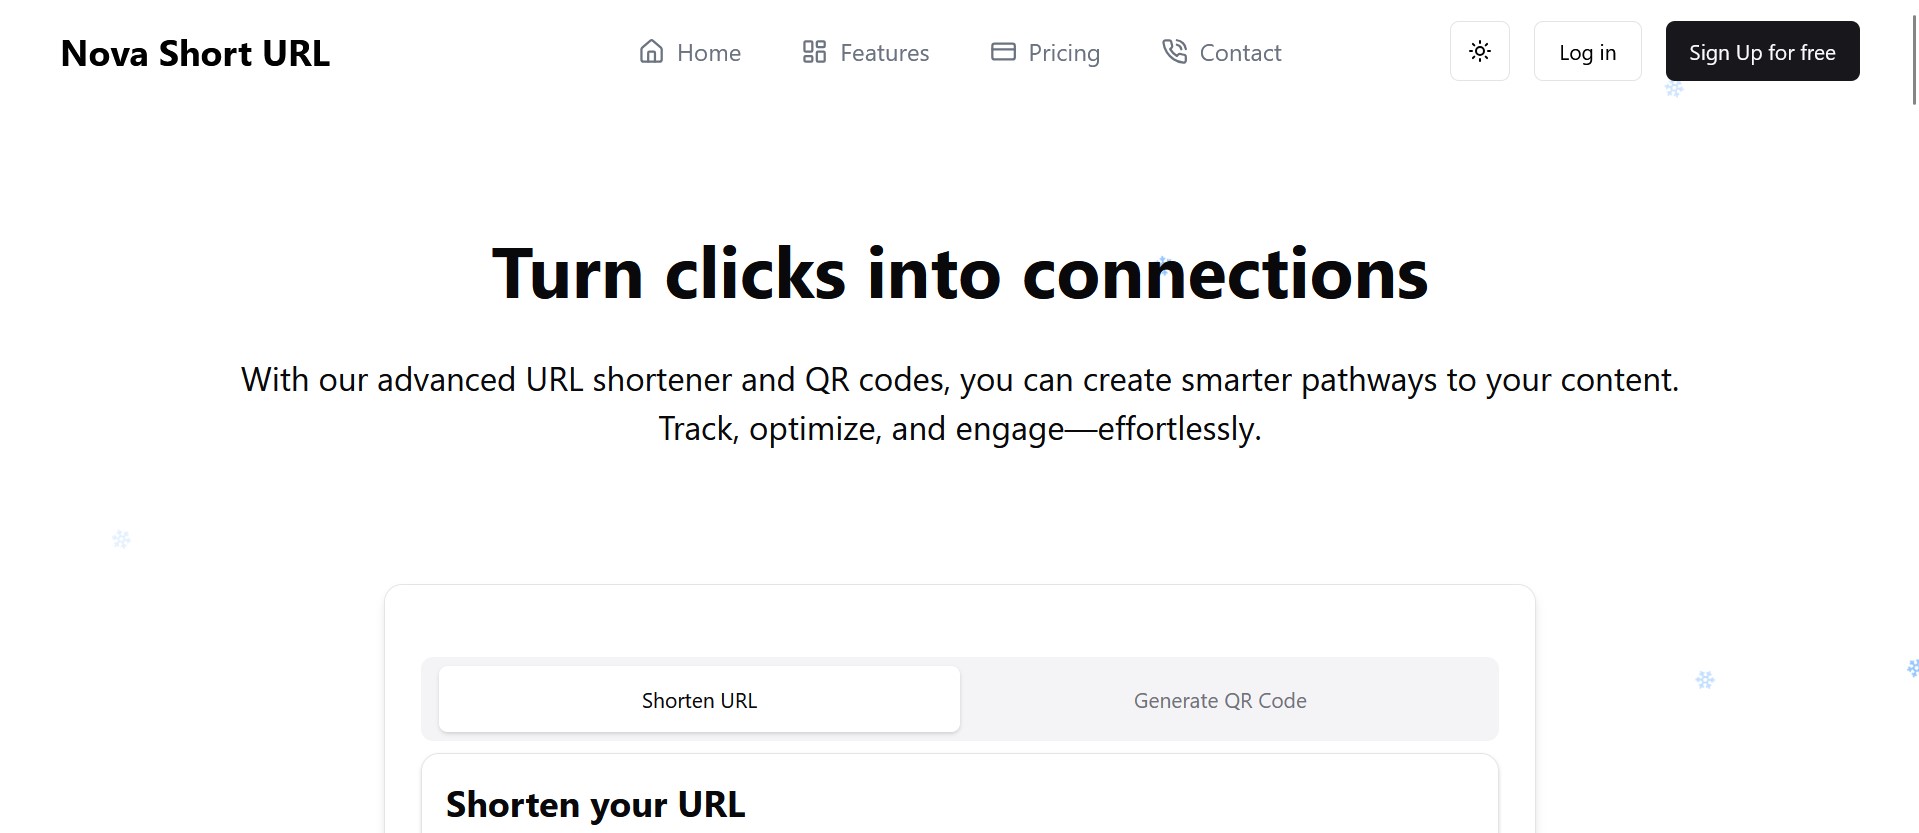 Nova Short URL
Home
Features
Pricing
Contact
Log in
Sign Up for free
Turn clicks into connections
With our advanced URL shortener and QR codes, you can create smarter pathways to your content.
Track, optimize, and engage—effortlessly.
Shorten URL
Generate QR Code
Shorten your URL